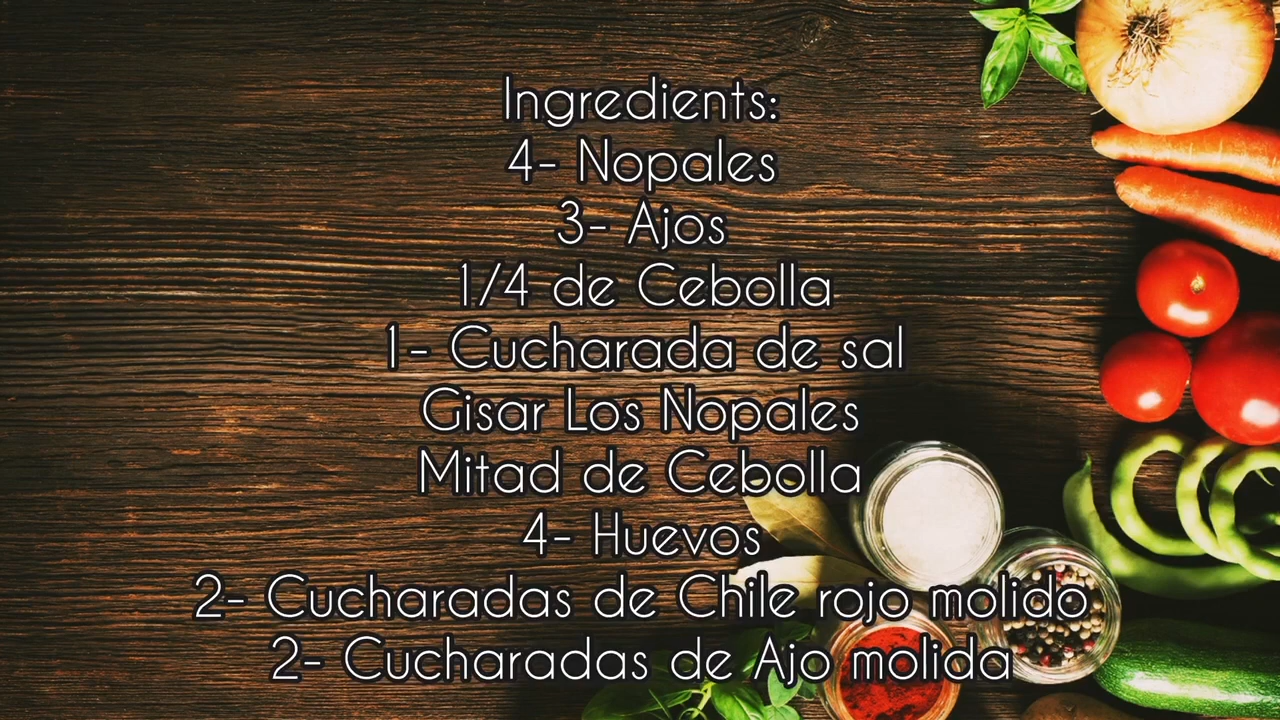 Ingredients:
4- Nopales
3- Ajos
1/4 de Cebolla
1- Cucharada de sal
Gisar Los Nopales
Mitad de Cebolla
4- Huevos
2- Cucharadas de Chile rojo molido
2- Cucharadas de Ajo molida